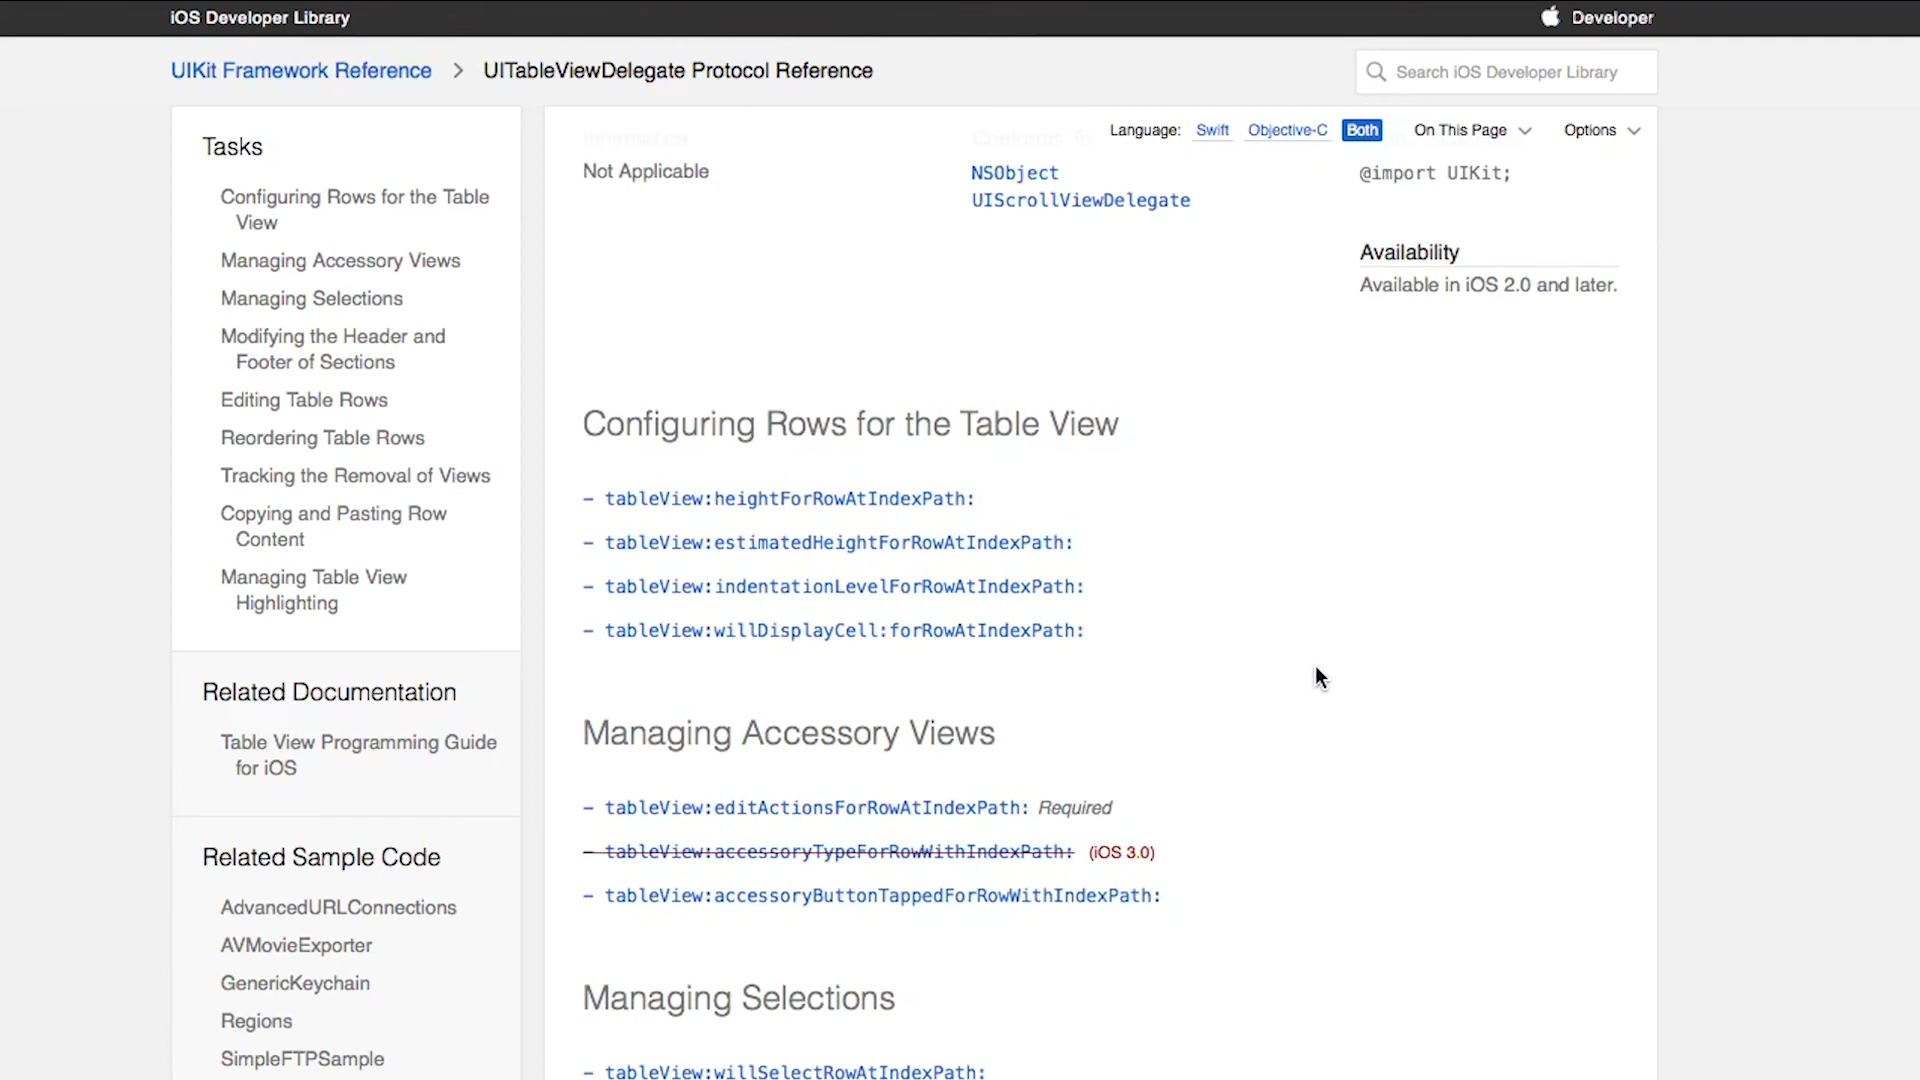 iOS Developer Library
Developer
UIKit Framework Reference > UITableViewDelegate Protocol Reference
Search iOS Developer Library
Tasks
Configuring Rows for the Table
View
Managing Accessory Views
Managing Selections
Modifying the Header and
Footer of Sections
Editing Table Rows
Reordering Table Rows
Tracking the Removal of Views
Copying and Pasting Row
Content
Managing Table View
Highlighting
Related Documentation
Table View Programming Guide
for iOS
Related Sample Code
AdvancedURLConnections
AVMovieExporter
GenericKeychain
Regions
SimpleFTPSample
Language: Swift Objective-C Both On This Page Options
Not Applicable
NSObject
UIScrollViewDelegate
@import UIKit;
Availability
Available in iOS 2.0 and later.
Configuring Rows for the Table View
– tableView:heightForRowAtIndexPath:
– tableView:estimatedHeightForRowAtIndexPath:
– tableView:indentationLevelForRowAtIndexPath:
– tableView:willDisplayCell:forRowAtIndexPath:
Managing Accessory Views
– tableView:editActionsForRowAtIndexPath: Required
– tableView:accessoryTypeForRowWithIndexPath: (iOS 3.0)
– tableView:accessoryButtonTappedForRowWithIndexPath:
Managing Selections
– tableView:willSelectRowAtIndexPath: